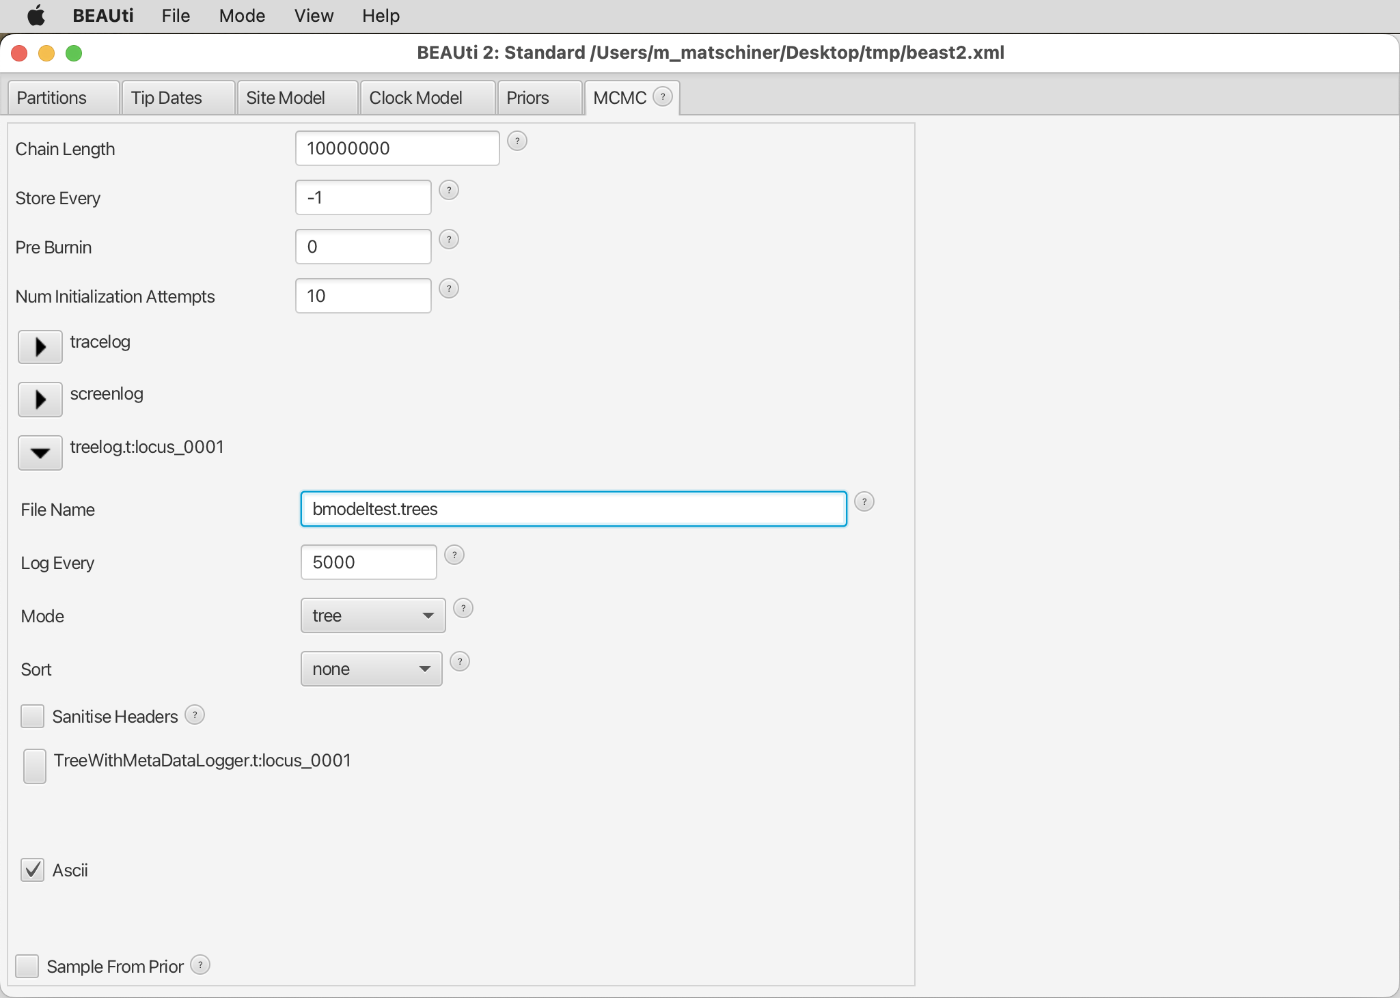 BEAUti File Mode View Help
BEAUti 2: Standard /Users/m_matschiner/Desktop/tmp/beast2.xml
Partitions Tip Dates Site Model Clock Model Priors MCMC ?
Chain Length 10000000 ?
Store Every -1 ?
Pre Burnin 0 ?
Num Initialization Attempts 10 ?
tracelog
screenlog
treelog.t:locus_0001
File Name bmodeltest.trees ?
Log Every 5000 ?
Mode tree ?
Sort none ?
Sanitise Headers ?
TreeWithMetaDataLogger.t:locus_0001
Ascii
Sample From Prior ?